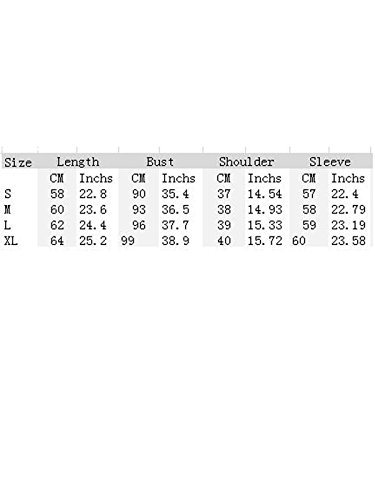 Size Length Bust Shoulder Sleeve
CM Inchs CM Inchs CM Inchs CM Inchs
S 58 22.8 90 35.4 37 14.54 57 22.4
M 60 23.6 93 36.5 38 14.93 58 22.79
L 62 24.4 96 37.7 39 15.33 59 23.19
XL 64 25.2 99 38.9 40 15.72 60 23.58